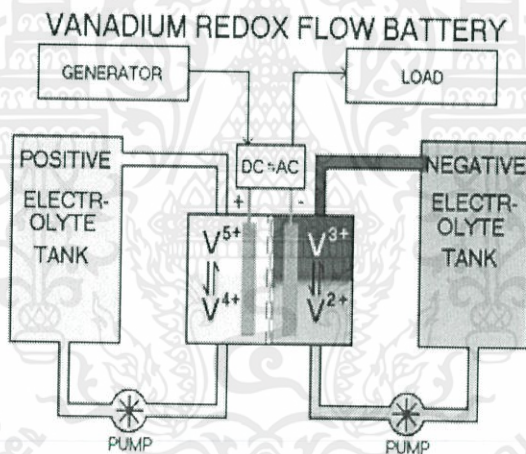 VANADIUM REDOX FLOW BATTERY
GENERATOR
LOAD
DC ⇆ AC
+
-
POSITIVE
ELECTR-
OLYTE
TANK
V⁵⁺
V⁴⁺
V³⁺
V²⁺
NEGATIVE
ELECTR-
OLYTE
TANK
PUMP
PUMP